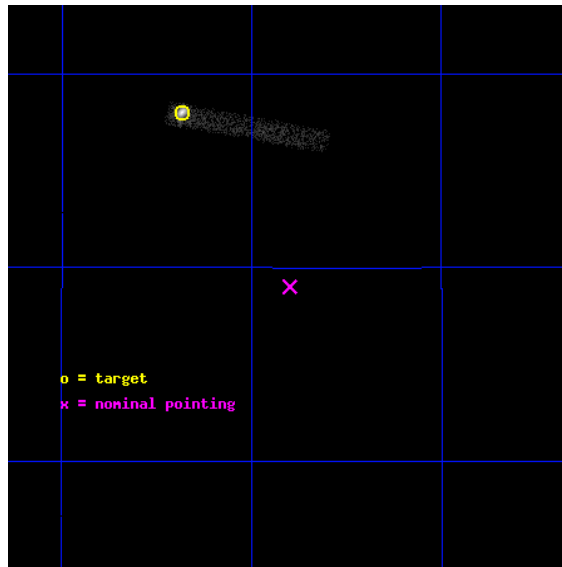 o = target
x = nominal pointing